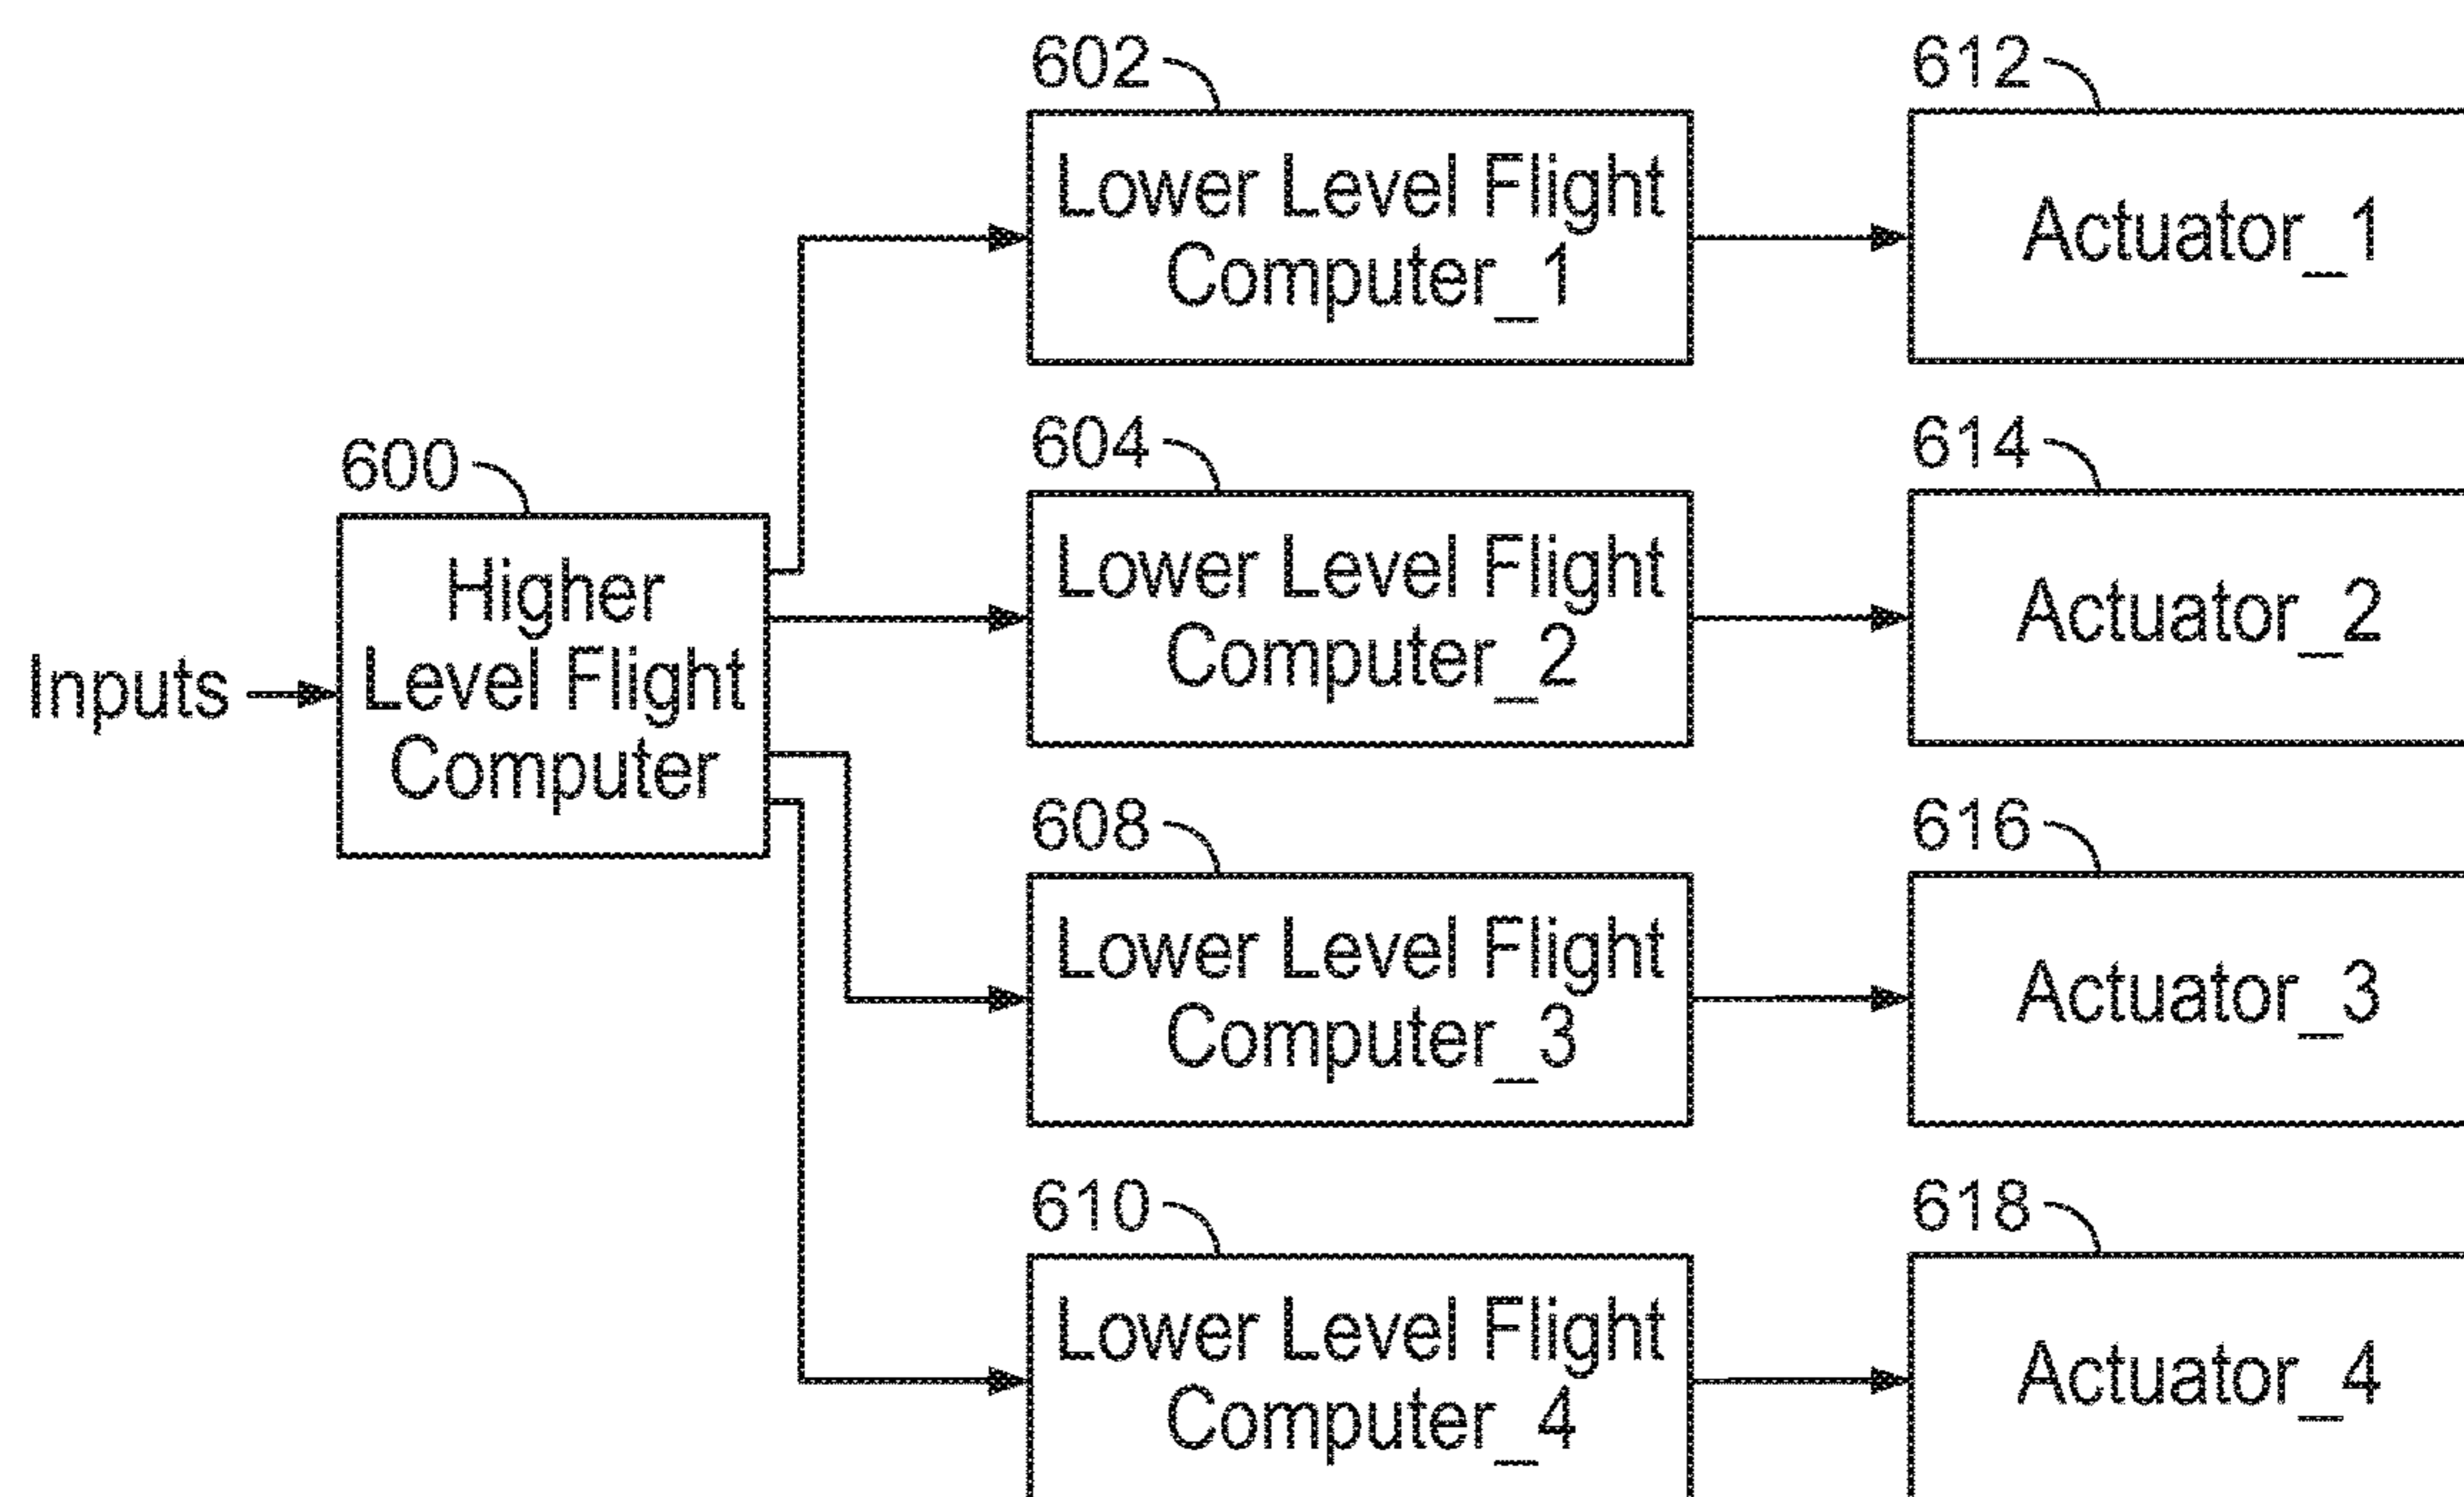 602
612
Lower Level Flight
Computer_1
Actuator_1
604
614
600
Lower Level Flight
Computer_2
Actuator_2
Higher
Level Flight
Computer
Inputs
608
616
Lower Level Flight
Computer_3
Actuator_3
610
618
Lower Level Flight
Computer_4
Actuator_4